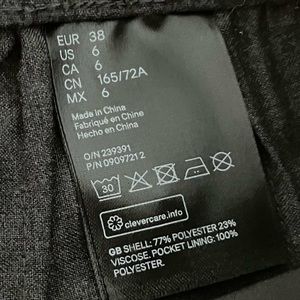 EUR 38
US 6
CA 6
CN 165/72A
MX 6
Made in China
Fabriqué en Chine
Hecho en China
O/N 239391
P/N 09097212
30
clevercare.info
GB SHELL: 77% POLYESTER 23%
VISCOSE. POCKET LINING: 100%
POLYESTER.